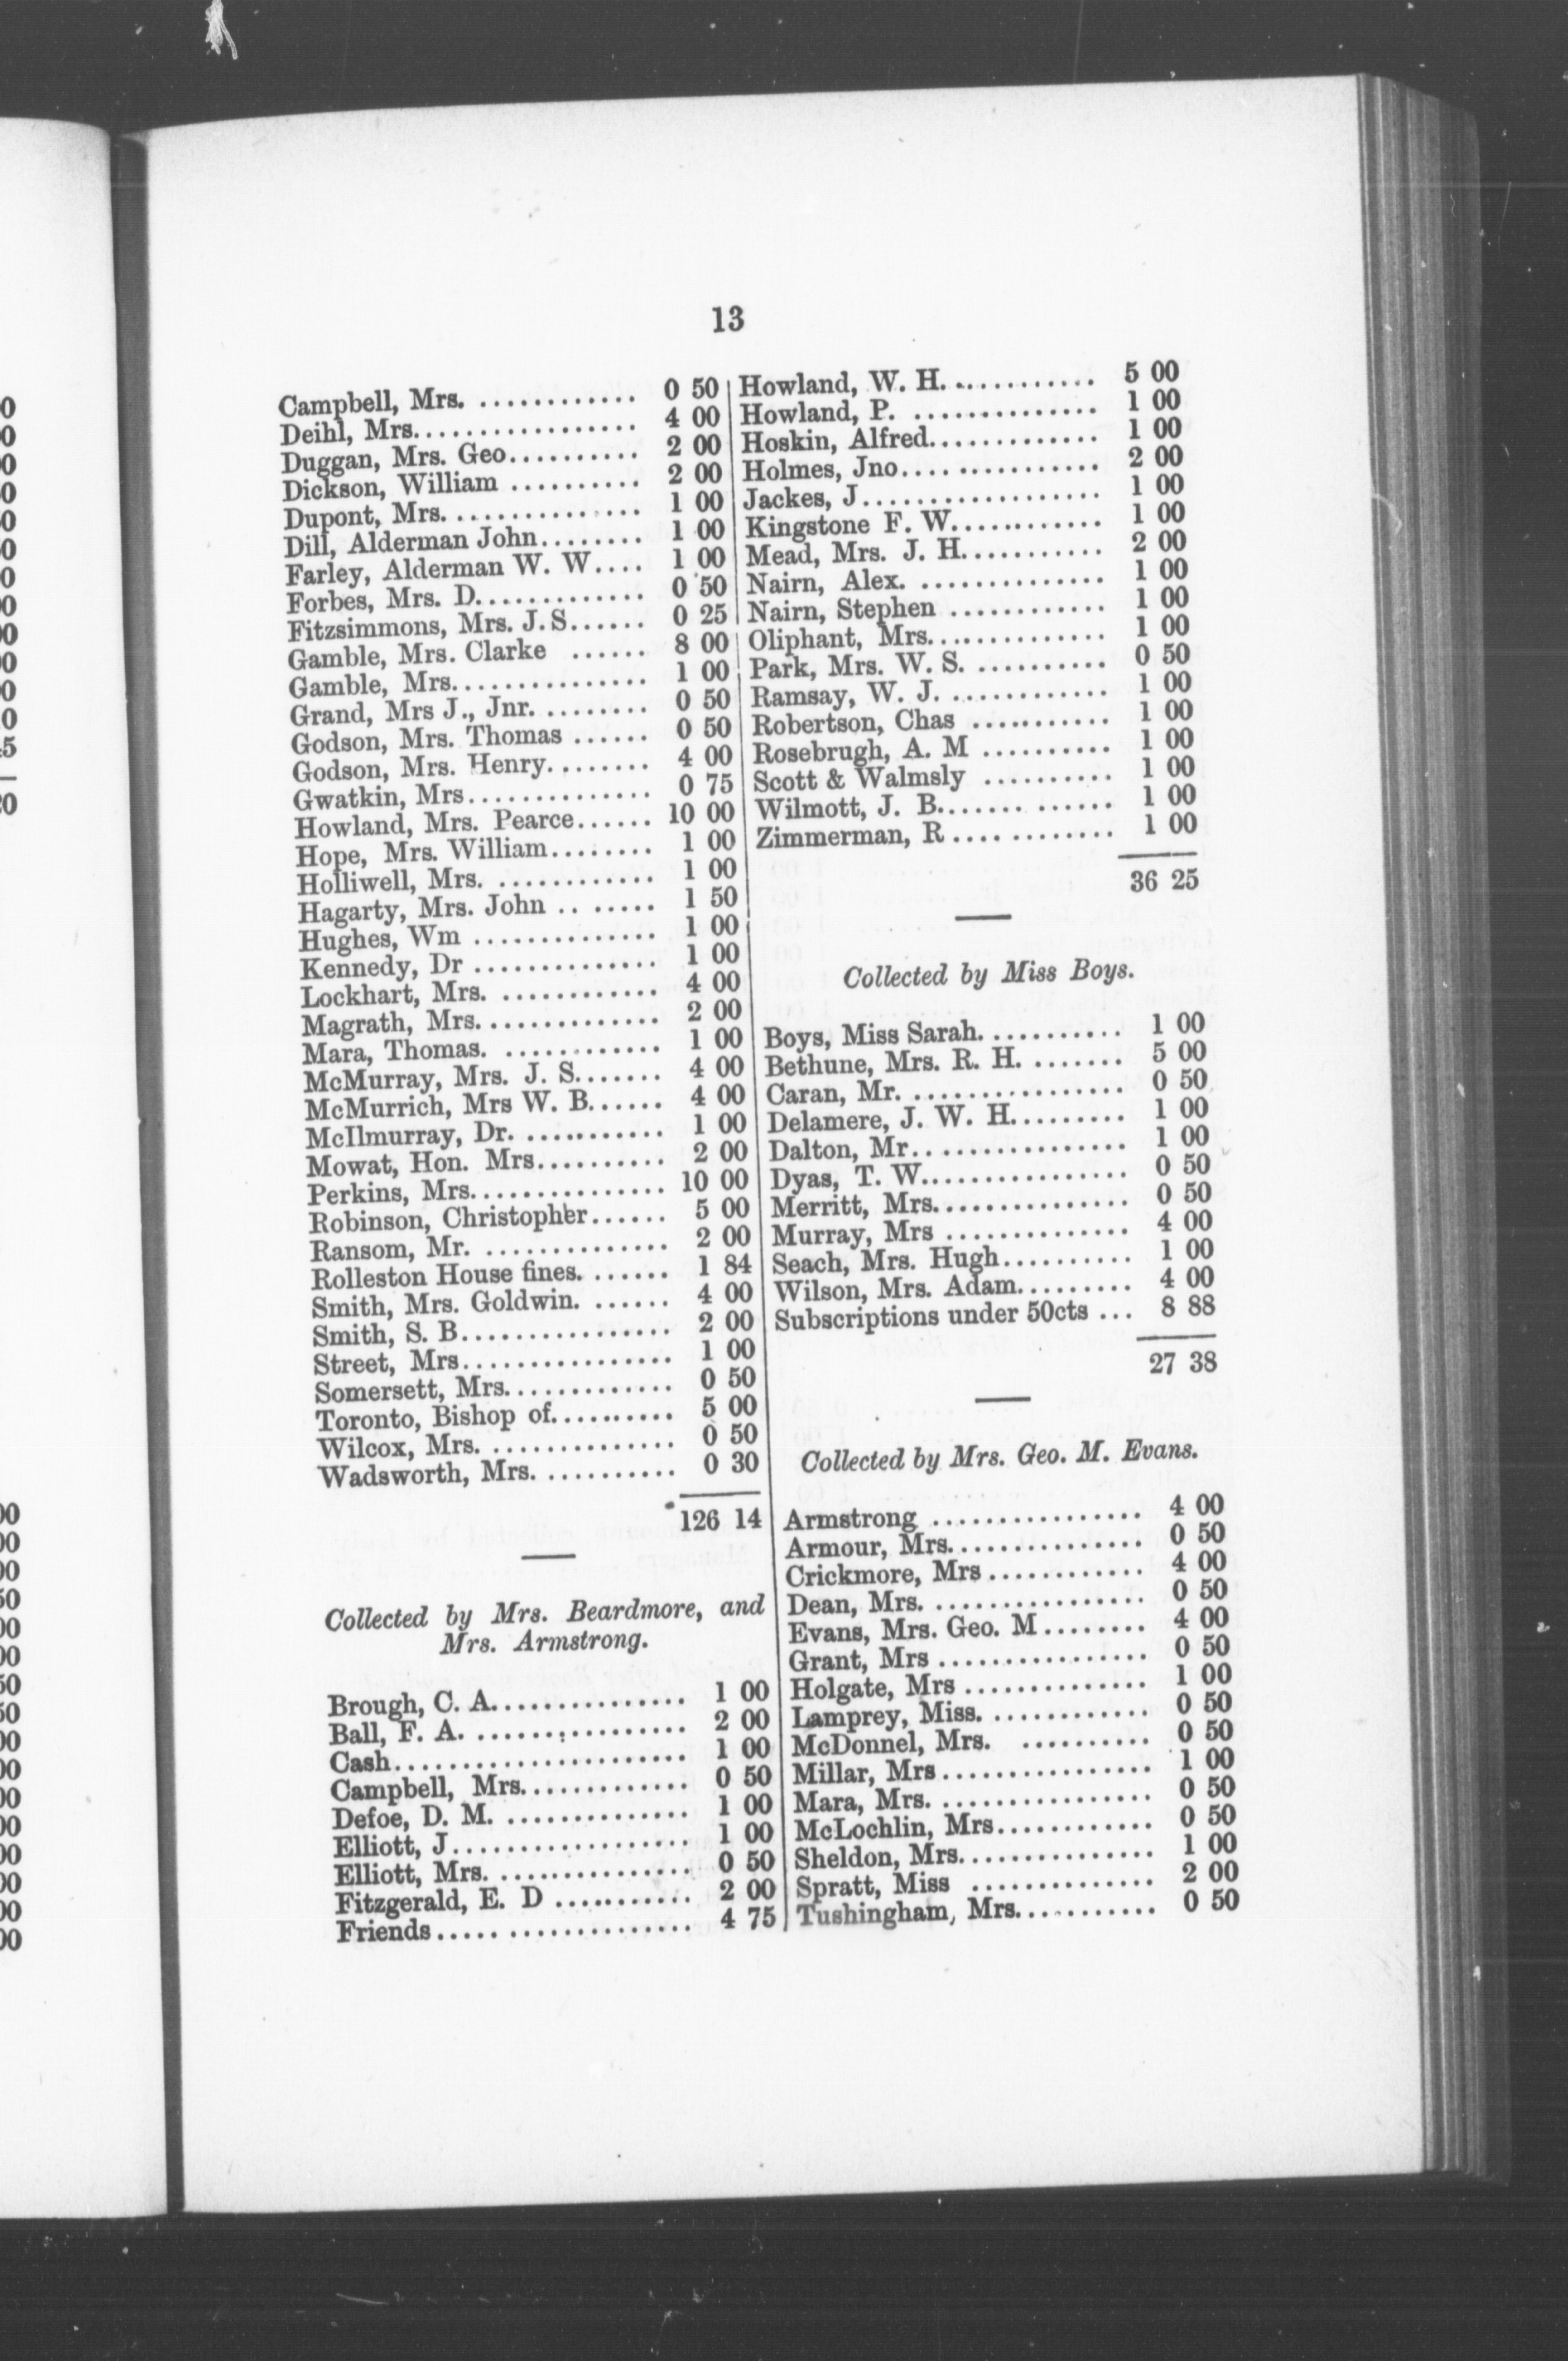 13
Campbell, Mrs. ............ 0 50
Deihl, Mrs................. 4 00
Duggan, Mrs. Geo.......... 2 00
Dickson, William .......... 2 00
Dupont, Mrs. .............. 1 00
Dill, Alderman John........ 1 00
Farley, Alderman W. W.... 1 00
Forbes, Mrs. D............. 0 50
Fitzsimmons, Mrs. J. S...... 0 25
Gamble, Mrs. Clarke ...... 8 00
Gamble, Mrs............... 1 00
Grand, Mrs J., Jnr. ........ 0 50
Godson, Mrs. Thomas ...... 0 50
Godson, Mrs. Henry........ 4 00
Gwatkin, Mrs.............. 0 75
Howland, Mrs. Pearce...... 10 00
Hope, Mrs. William........ 1 00
Holliwell, Mrs. ............ 1 00
Hagarty, Mrs. John .. ..... 1 50
Hughes, Wm .............. 1 00
Kennedy, Dr .............. 1 00
Lockhart, Mrs. ............ 4 00
Magrath, Mrs.............. 2 00
Mara, Thomas. ............ 1 00
McMurray, Mrs. J. S....... 4 00
McMurrich, Mrs W. B...... 4 00
McIlmurray, Dr. ........... 1 00
Mowat, Hon. Mrs.......... 2 00
Perkins, Mrs............... 10 00
Robinson, Christopher...... 5 00
Ransom, Mr. .............. 2 00
Rolleston House fines. ...... 1 84
Smith, Mrs. Goldwin. ...... 4 00
Smith, S. B................ 2 00
Street, Mrs................ 1 00
Somersett, Mrs............. 0 50
Toronto, Bishop of.......... 5 00
Wilcox, Mrs. .............. 0 50
Wadsworth, Mrs. .......... 0 30
126 14
Collected by Mrs. Beardmore, and
Mrs. Armstrong.
Brough, C. A............... 1 00
Ball, F. A. ................ 2 00
Cash...................... 1 00
Campbell, Mrs............. 0 50
Defoe, D. M. .............. 1 00
Elliott, J.................. 1 00
Elliott, Mrs. .............. 0 50
Fitzgerald, E. D ........... 2 00
Friends..... .............. 4 75
Howland, W. H. ........... 5 00
Howland, P. .............. 1 00
Hoskin, Alfred............. 1 00
Holmes, Jno............... 2 00
Jackes, J................... 1 00
Kingstone F. W............ 1 00
Mead, Mrs. J. H........... 2 00
Nairn, Alex. .............. 1 00
Nairn, Stephen ............ 1 00
Oliphant, Mrs.............. 1 00
Park, Mrs. W. S. .......... 0 50
Ramsay, W. J. ............ 1 00
Robertson, Chas ........... 1 00
Rosebrugh, A. M .......... 1 00
Scott & Walmsly .......... 1 00
Wilmott, J. B....... ...... 1 00
Zimmerman, R ............ 1 00
36 25
Collected by Miss Boys.
Boys, Miss Sarah. .......... 1 00
Bethune, Mrs. R. H. ....... 5 00
Caran, Mr. ................ 0 50
Delamere, J. W. H......... 1 00
Dalton, Mr................ 1 00
Dyas, T. W................ 0 50
Merritt, Mrs............... 0 50
Murray, Mrs .............. 4 00
Seach, Mrs. Hugh.......... 1 00
Wilson, Mrs. Adam......... 4 00
Subscriptions under 50cts ... 8 88
27 38
Collected by Mrs. Geo. M. Evans.
Armstrong ................ 4 00
Armour, Mrs............... 0 50
Crickmore, Mrs ............ 4 00
Dean, Mrs. ................ 0 50
Evans, Mrs. Geo. M ........ 4 00
Grant, Mrs ................ 0 50
Holgate, Mrs .............. 1 00
Lamprey, Miss. ............ 0 50
McDonnel, Mrs. .......... 0 50
Millar, Mrs ................ 1 00
Mara, Mrs. ................ 0 50
McLochlin, Mrs............ 0 50
Sheldon, Mrs............... 1 00
Spratt, Miss .............. 2 00
Tushingham, Mrs........... 0 50